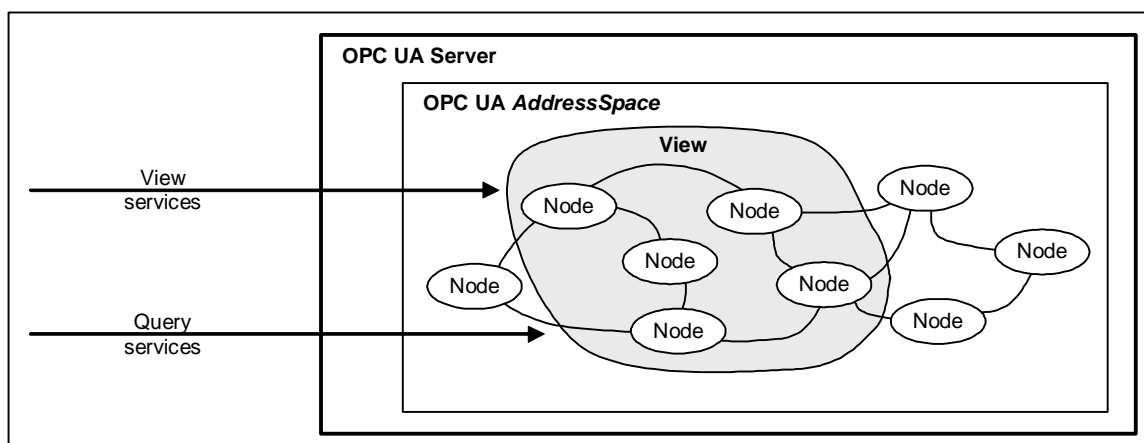 OPC UA Server
OPC UA AddressSpace
View
View
services
Node
Node
Node
Node
Node
Node
Node
Query
services
Node
Node